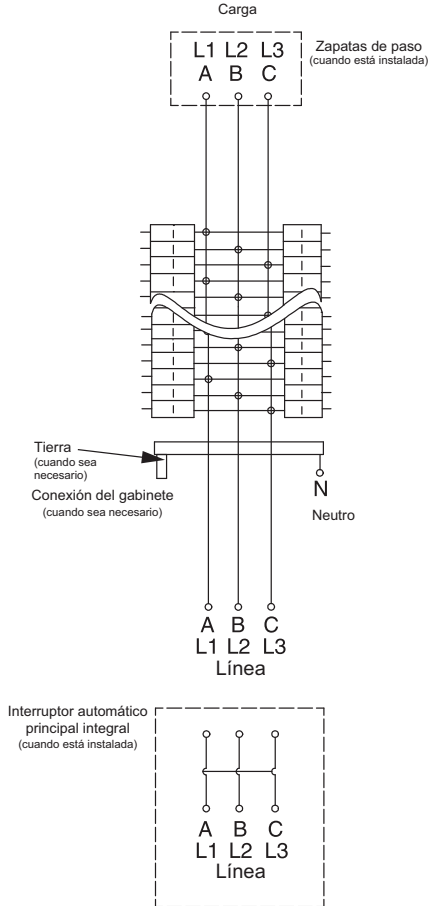 Carga
L1 L2 L3
A B C
Zapatas de paso
(cuando está instalada)
Tierra
(cuando sea
necesario)
Conexión del gabinete
(cuando sea necesario)
N
Neutro
A B C
L1 L2 L3
Línea
Interruptor automático
principal integral
(cuando está instalada)
A B C
L1 L2 L3
Línea